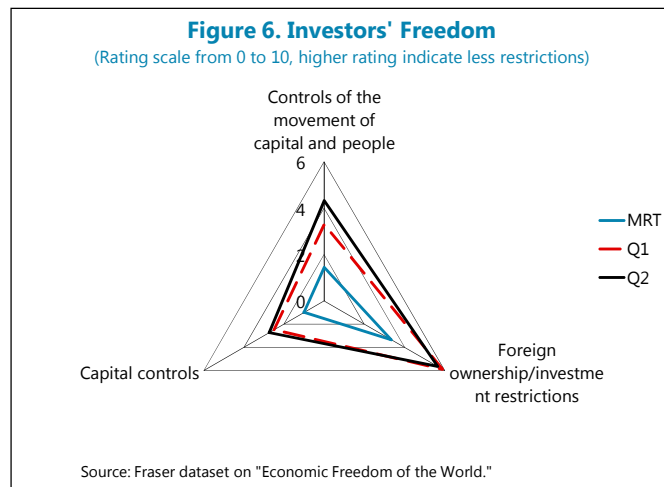 Figure 6. Investors' Freedom
(Rating scale from 0 to 10, higher rating indicate less restrictions)
Controls of the
movement of
capital and people
6
4
2
0
MRT
Q1
Q2
Capital controls
Foreign
ownership/investme
nt restrictions
Source: Fraser dataset on "Economic Freedom of the World."